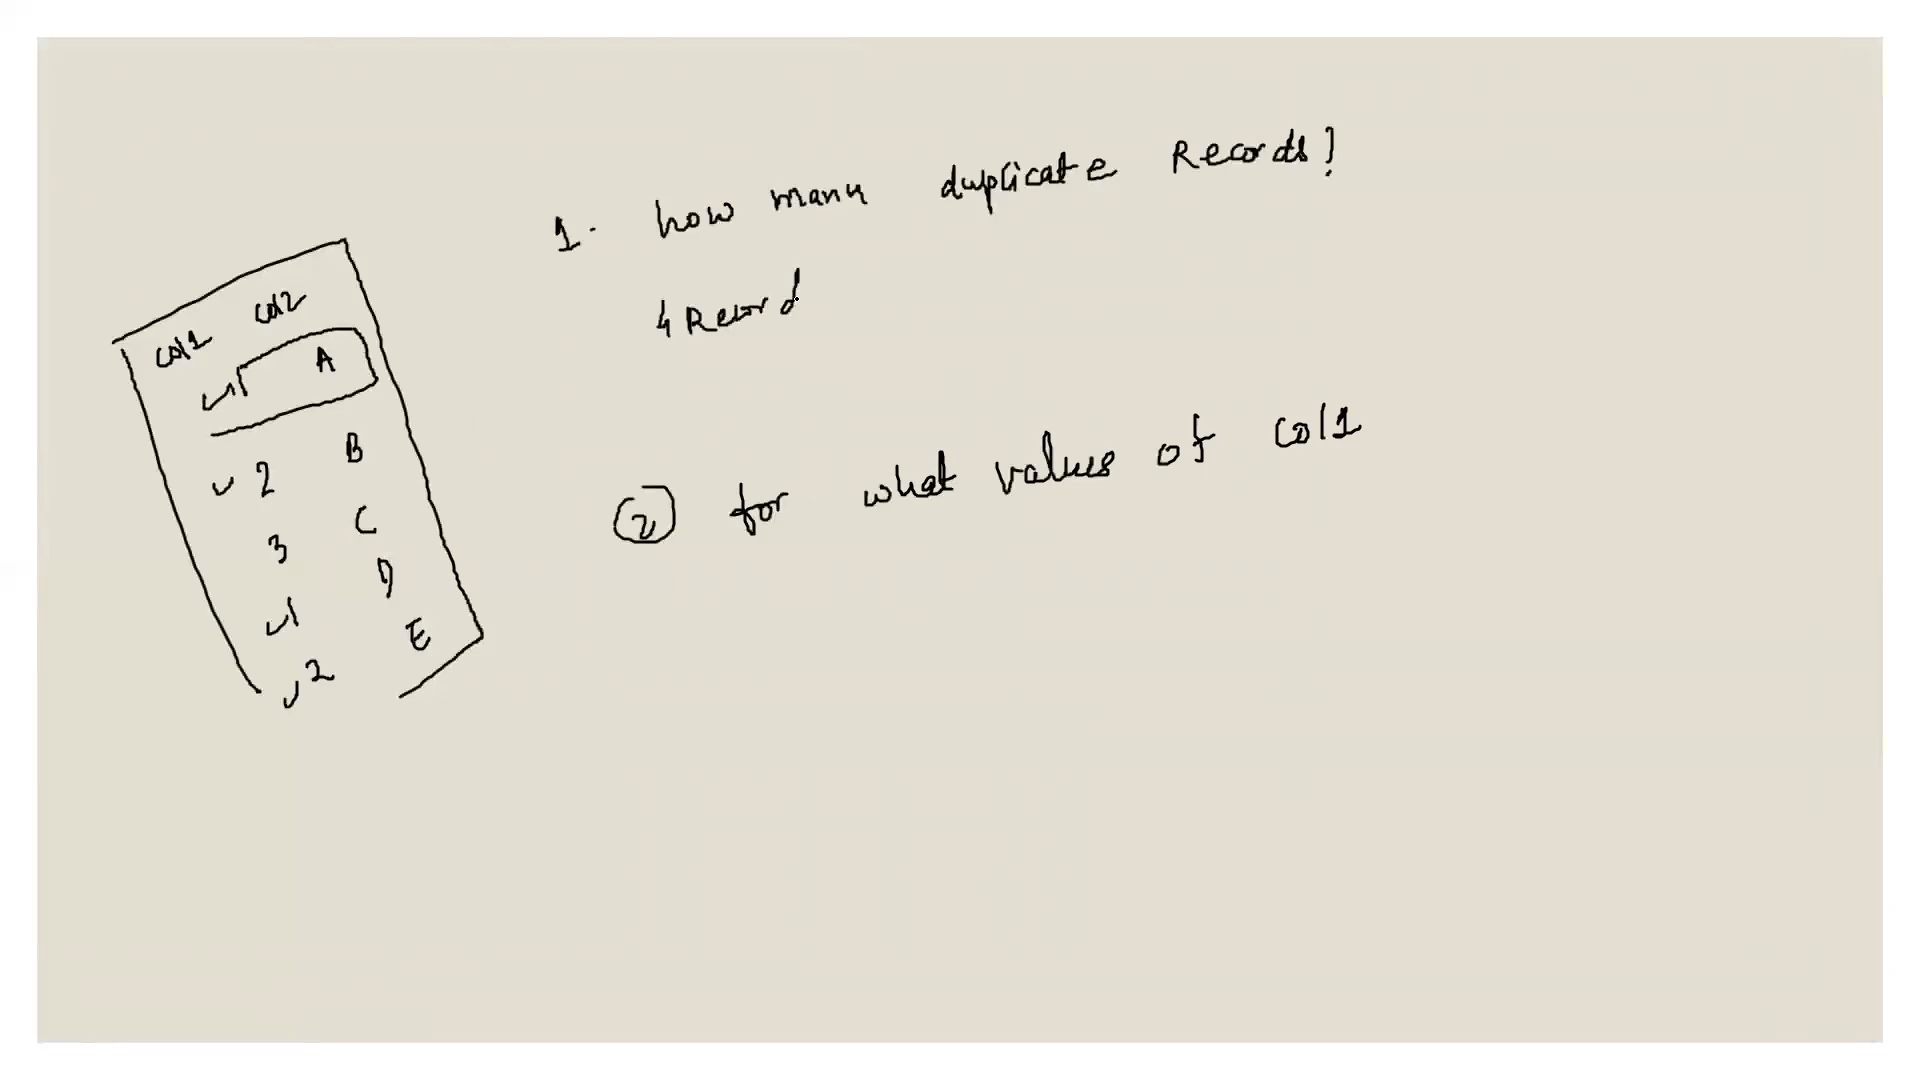 1. how many duplicate Records?
4 Record
col1 col2
1 A
2 B
3 C
1 D
2 E
2 for what values of col1